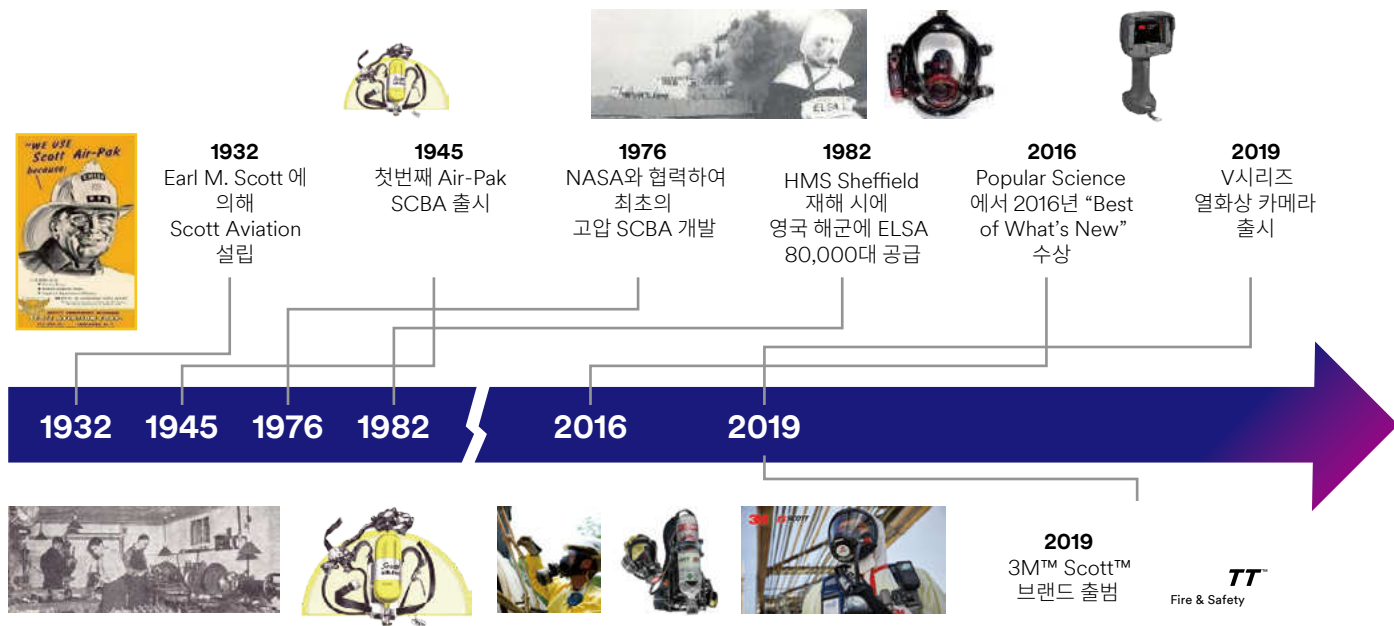 "WE USE
Scott Air-Pak
because:
CHIEF
ELSA
1932
Earl M. Scott 에
의해
Scott Aviation
설립
1945
첫번째 Air-Pak
SCBA 출시
1976
NASA와 협력하여
최초의
고압 SCBA 개발
1982
HMS Sheffield
재해 시에
영국 해군에 ELSA
80,000대 공급
2016
Popular Science
에서 2016년 “Best
of What’s New”
수상
2019
V시리즈
열화상 카메라
출시
1932 1945 1976 1982 2016 2019
Scott
3M SCOTT
2019
3M™ Scott™
브랜드 출범
TT™
Fire & Safety